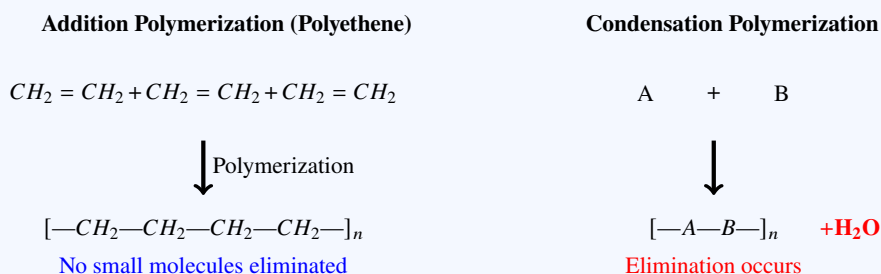 Addition Polymerization (Polyethene)
CH₂ = CH₂ + CH₂ = CH₂ + CH₂ = CH₂
Polymerization
[—CH₂—CH₂—CH₂—CH₂—]ₙ
No small molecules eliminated
Condensation Polymerization
A + B
[—A—B—]ₙ +H₂O
Elimination occurs